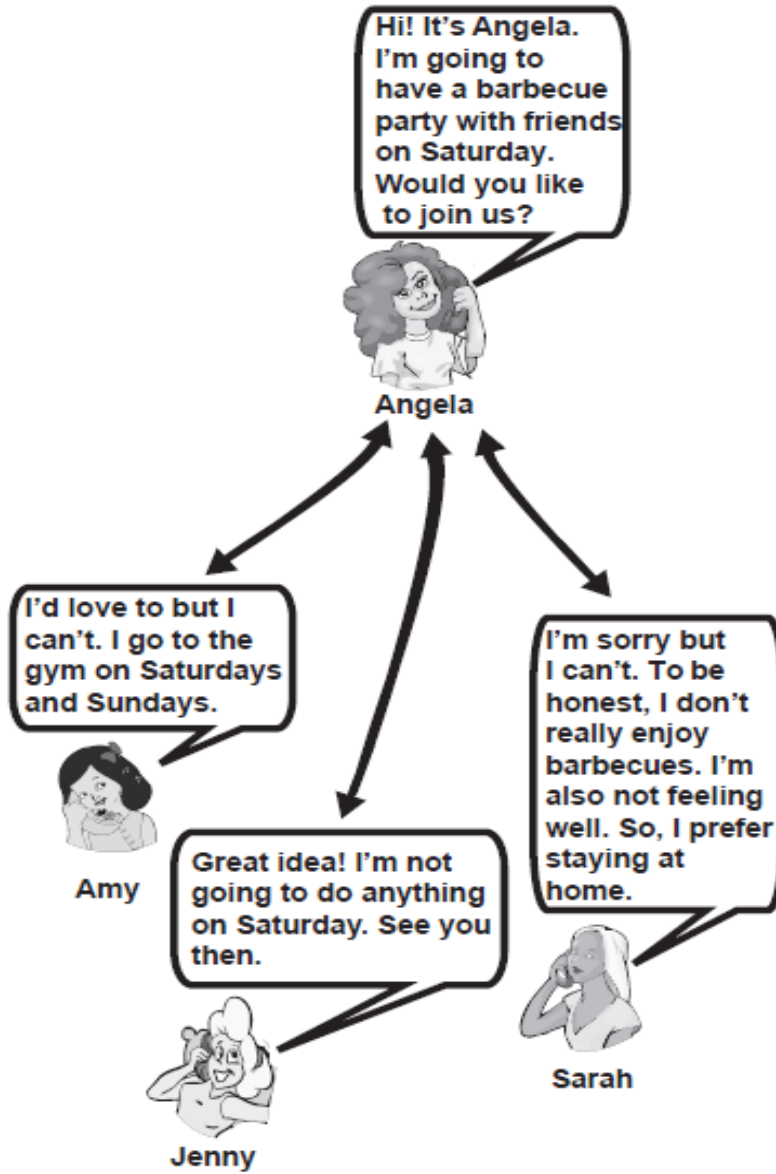 Hi! It's Angela.
I'm going to
have a barbecue
party with friends
on Saturday.
Would you like
to join us?
Angela
I'd love to but I
can't. I go to the
gym on Saturdays
and Sundays.
Amy
Great idea! I'm not
going to do anything
on Saturday. See you
then.
Jenny
I'm sorry but
I can't. To be
honest, I don't
really enjoy
barbecues. I'm
also not feeling
well. So, I prefer
staying at
home.
Sarah